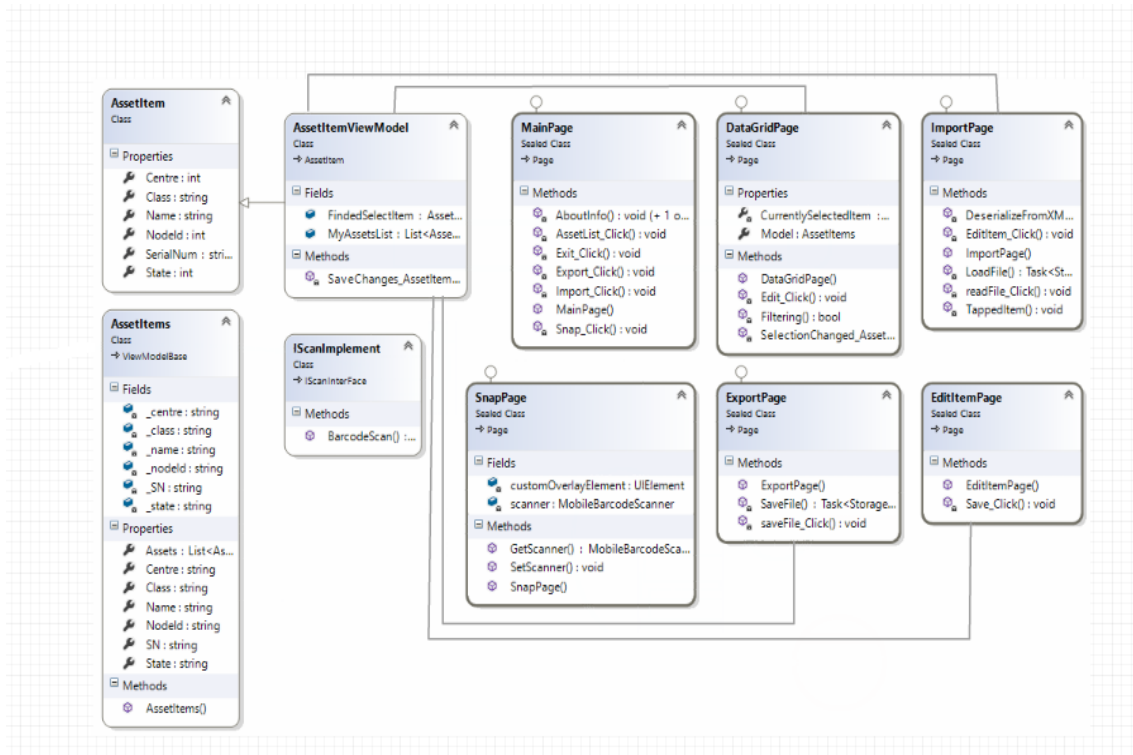 AssetItem
Class
Properties
Centre : int
Class : string
Name : string
NodeId : int
SerialNum : stri...
State : int
AssetItemViewModel
Class
→ AssetItem
Fields
FindedSelectItem : Asset...
MyAssetsList : List<Asse...
Methods
SaveChanges_AssetItem...
MainPage
Sealed Class
→ Page
Methods
AboutInfo() : void (+ 1 o...
AssetList_Click() : void
Exit_Click() : void
Export_Click() : void
Import_Click() : void
MainPage()
Snap_Click() : void
DataGridPage
Sealed Class
→ Page
Properties
CurrentlySelectedItem :...
Model : AssetItems
Methods
DataGridPage()
Edit_Click() : void
Filtering() : bool
SelectionChanged_Asset...
ImportPage
Sealed Class
→ Page
Methods
DeserializeFromXM...
EditItem_Click() : void
ImportPage()
LoadFile() : Task<St...
readFile_Click() : void
TappedItem() : void
AssetItems
Class
→ ViewModelBase
Fields
_centre : string
_class : string
_name : string
_nodeId : string
_SN : string
_state : string
Properties
Assets : List<As...
Centre : string
Class : string
Name : string
NodeId : string
SN : string
State : string
Methods
AssetItems()
IScanImplement
Class
→ IScanInterFace
Methods
BarcodeScan() :...
SnapPage
Sealed Class
→ Page
Fields
customOverlayElement : UIElement
scanner : MobileBarcodeScanner
Methods
GetScanner() : MobileBarcodeSca...
SetScanner() : void
SnapPage()
ExportPage
Sealed Class
→ Page
Methods
ExportPage()
SaveFile() : Task<Storage...
saveFile_Click() : void
EditItemPage
Sealed Class
→ Page
Methods
EditItemPage()
Save_Click() : void